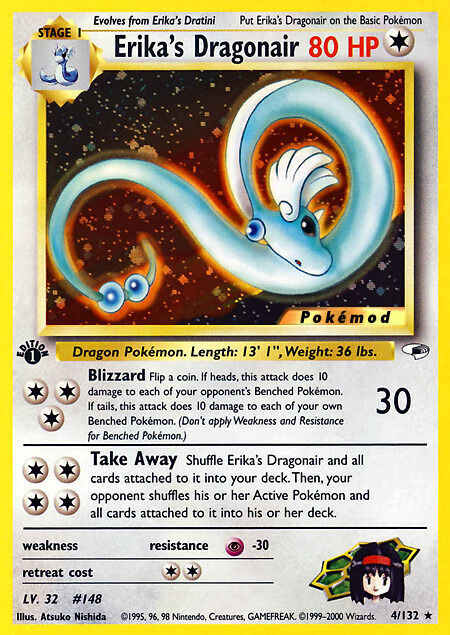 Evolves from Erika's Dratini
Put Erika's Dragonair on the Basic Pokémon
STAGE 1
Erika's Dragonair 80 HP
Pokémod
EDITION
1
Dragon Pokémon. Length: 13' 1", Weight: 36 lbs.
Blizzard Flip a coin. If heads, this attack does 10
damage to each of your opponent's Benched Pokémon.
If tails, this attack does 10 damage to each of your own
Benched Pokémon. (Don't apply Weakness and Resistance
for Benched Pokémon.)
30
Take Away Shuffle Erika's Dragonair and all
cards attached to it into your deck. Then, your
opponent shuffles his or her Active Pokémon and
all cards attached to it into his or her deck.
weakness
resistance -30
retreat cost
LV. 32 #148
Illus. Atsuko Nishida
©1995, 96, 98 Nintendo, Creatures, GAMEFREAK. ©1999-2000 Wizards.
4/132 ★